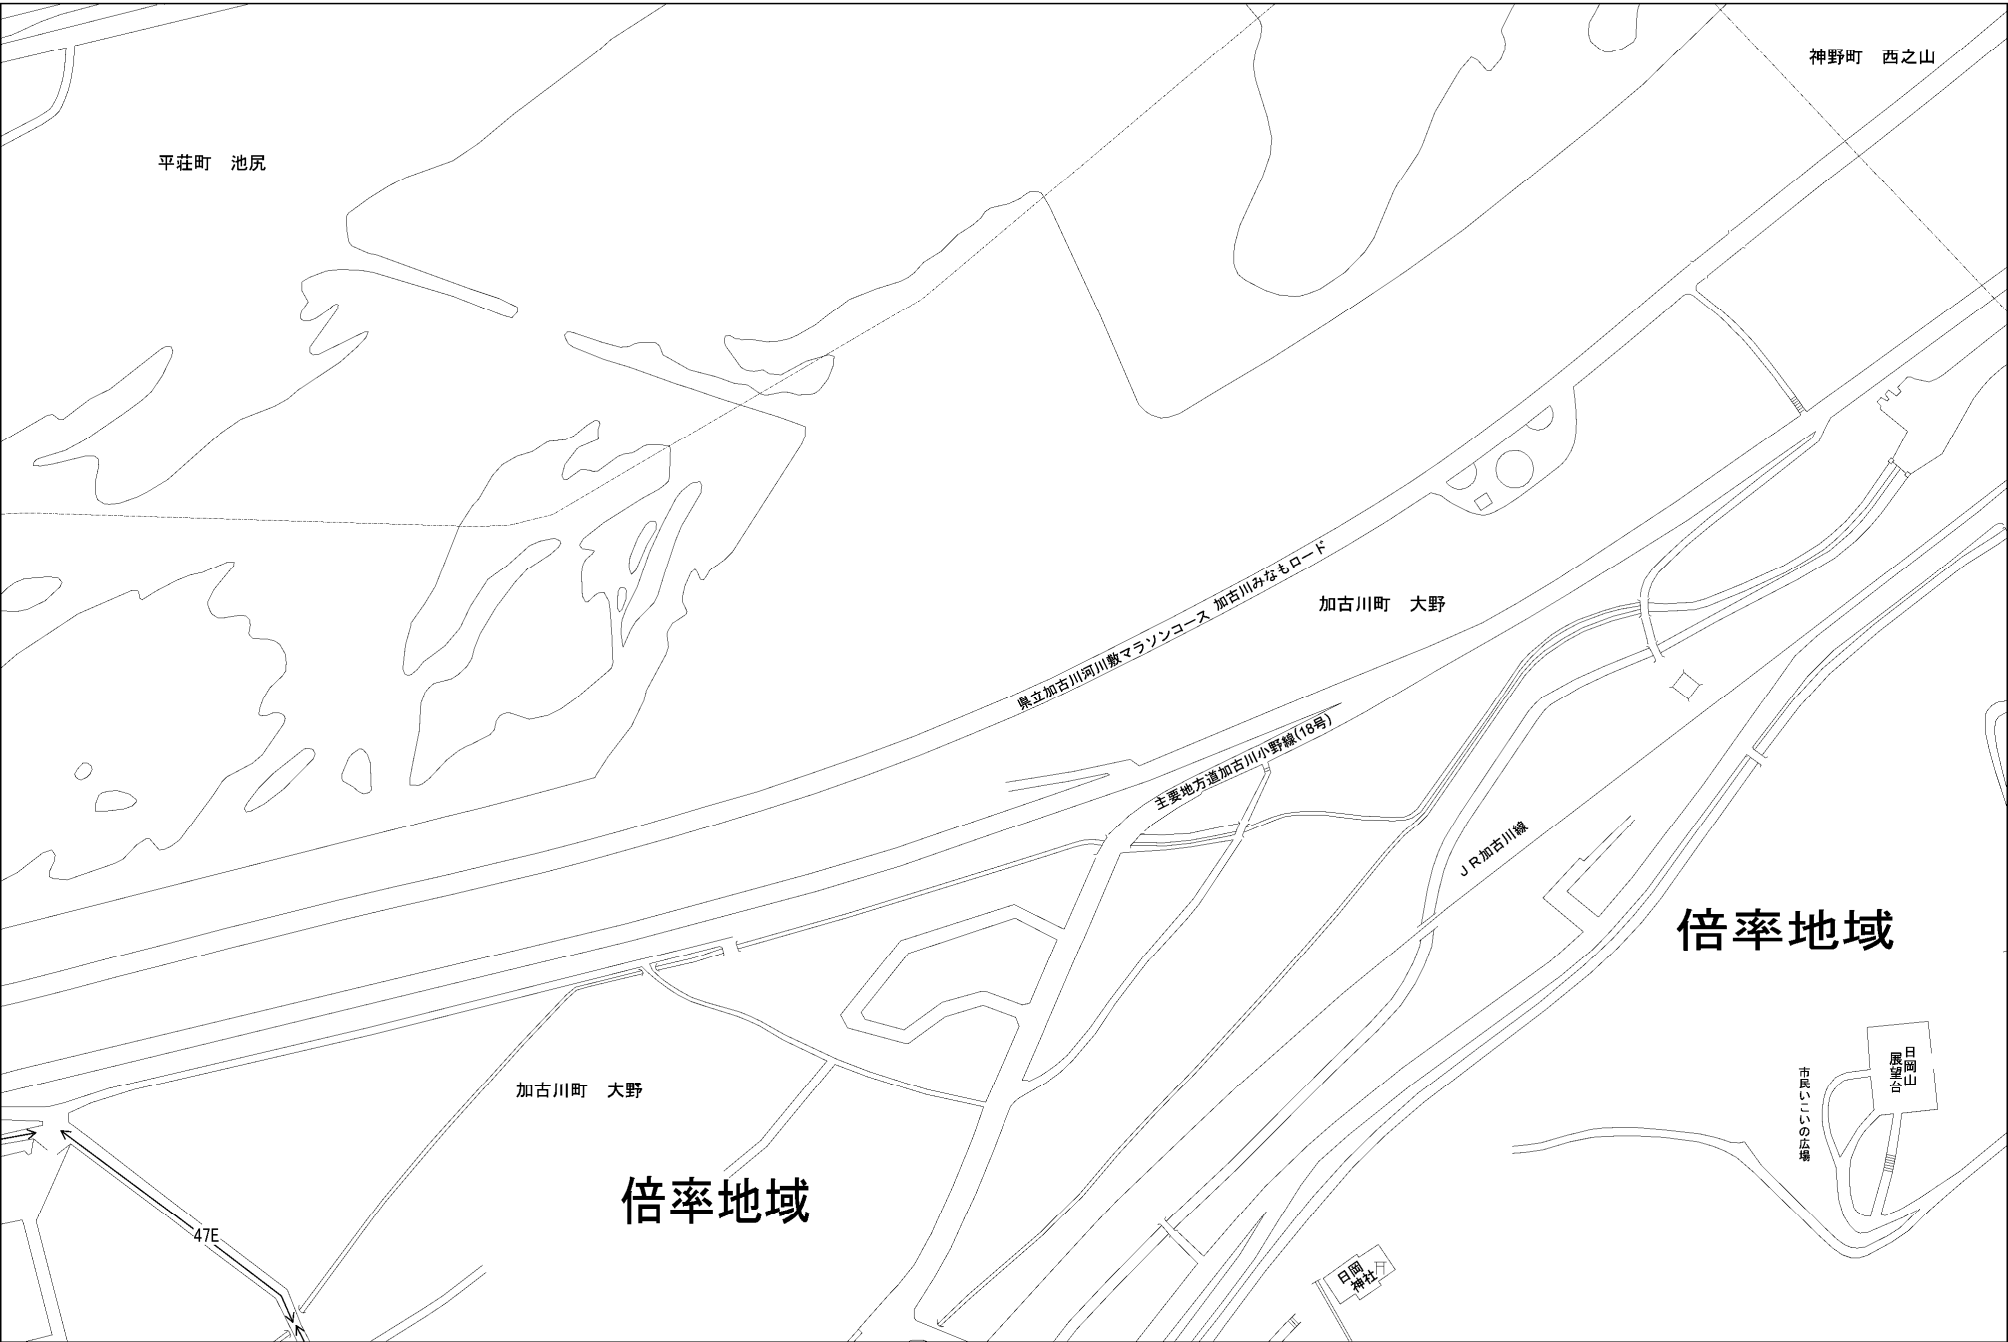 神野町　西之山
平荘町　池尻
県立加古川河川敷マラソンコース 加古川みなもロード
加古川町　大野
主要地方道加古川小野線(18号)
ＪＲ加古川線
倍率地域
日岡山
展望台
市民いこいの広場
加古川町　大野
倍率地域
47E
日岡
神社